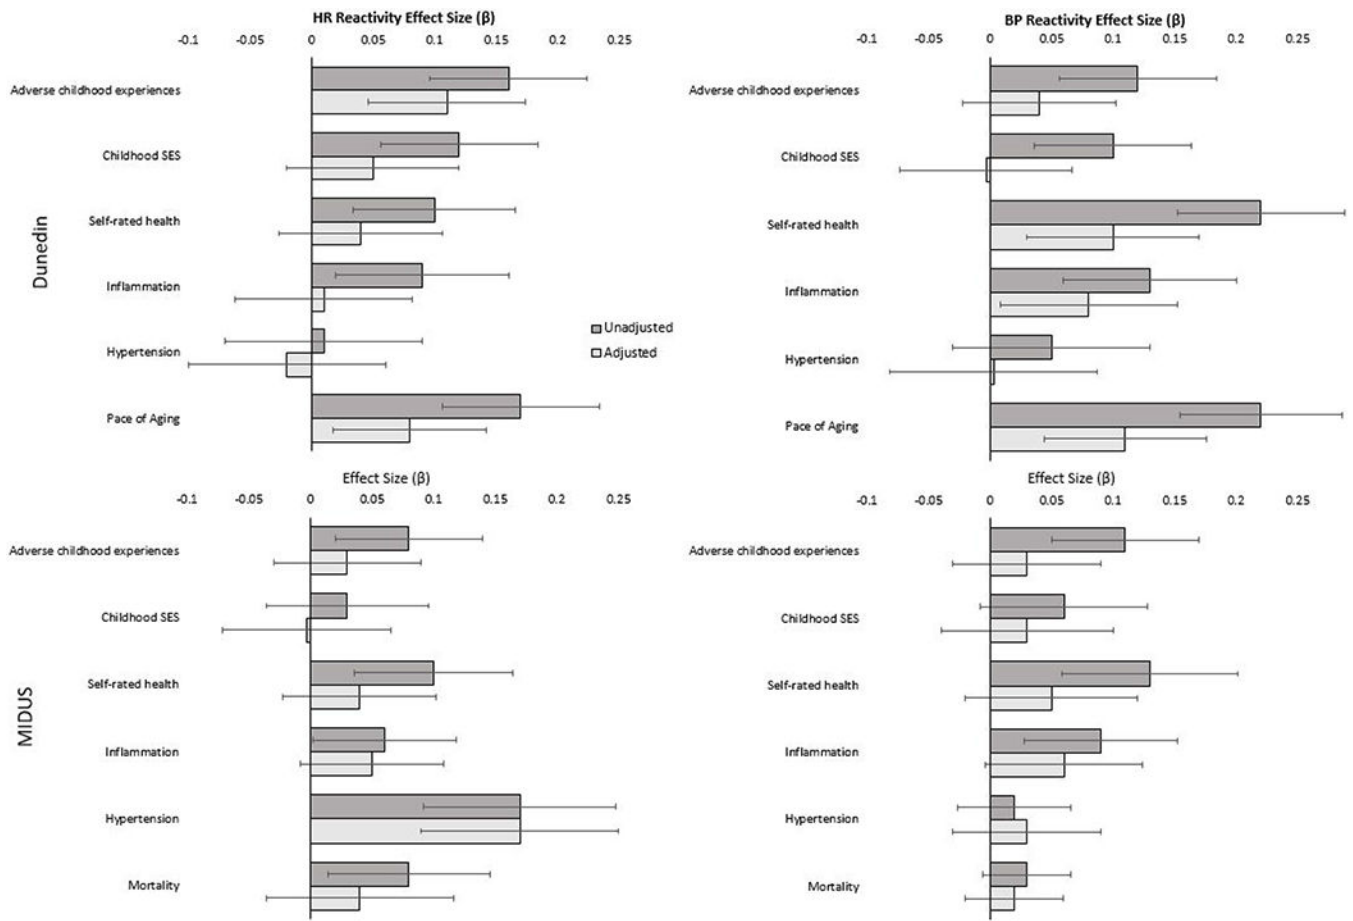 HR Reactivity Effect Size (β)
-0.1 -0.05 0 0.05 0.1 0.15 0.2 0.25
Adverse childhood experiences
Childhood SES
Self-rated health
Inflammation
Hypertension
Pace of Aging
Dunedin
Unadjusted
Adjusted
BP Reactivity Effect Size (β)
-0.1 -0.05 0 0.05 0.1 0.15 0.2 0.25
Adverse childhood experiences
Childhood SES
Self-rated health
Inflammation
Hypertension
Pace of Aging
Effect Size (β)
-0.1 -0.05 0 0.05 0.1 0.15 0.2 0.25
Adverse childhood experiences
Childhood SES
Self-rated health
Inflammation
Hypertension
Mortality
MIDUS
Effect Size (β)
-0.1 -0.05 0 0.05 0.1 0.15 0.2 0.25
Adverse childhood experiences
Childhood SES
Self-rated health
Inflammation
Hypertension
Mortality